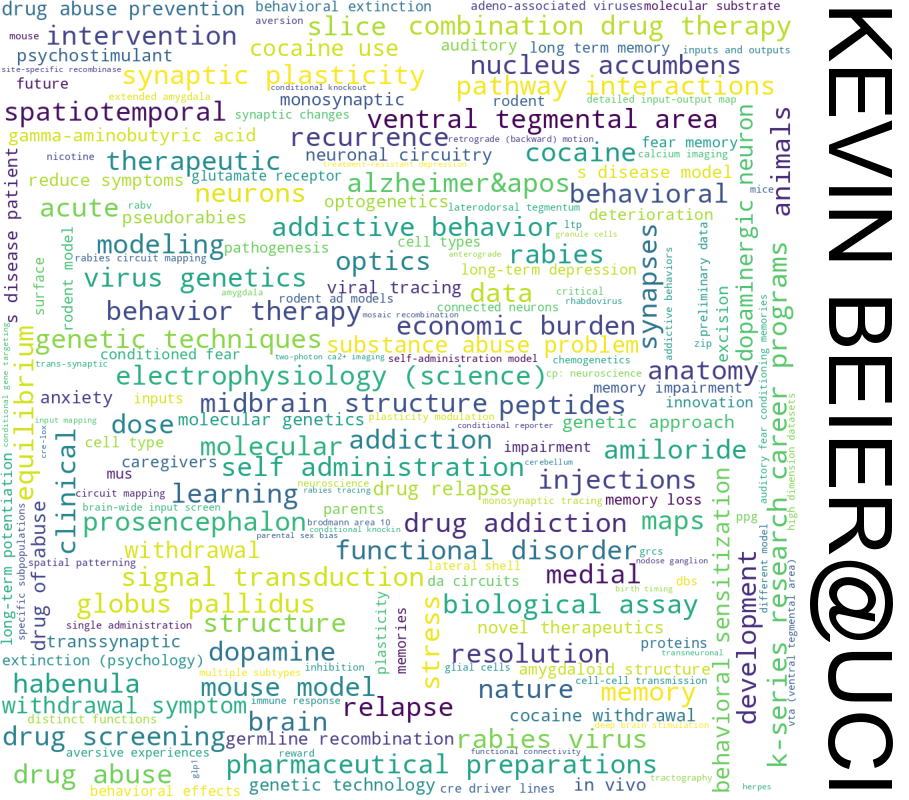 drug abuse prevention behavioral extinction adeno-associated viruses molecular substrate
aversion slice combination drug therapy
mouse intervention cocaine use auditory long term memory inputs and outputs
psychostimulant nucleus accumbens
site-specific recombinase synaptic plasticity pathway interactions
future conditional knockout
extended amygdala monosynaptic rodent detailed input-output map
spatiotemporal synaptic changes ventral tegmental area
gamma-aminobutyric acid recurrence retrograde (backward) motion fear memory
nicotine therapeutic neuronal circuitry cocaine calcium imaging
treatment-resistant depression
reduce symptoms glutamate receptor alzheimer&apos s disease model
neurons optogenetics behavioral mice
acute rabv pseudorabies laterodorsal tegmentum deterioration
addictive behavior ltp granule cells
modeling pathogenesis cell types anterograde rabies
rabies circuit mapping optics long-term depression
virus genetics viral tracing data critical
amygdala rodent ad models connected neurons rhabdovirus
behavior therapy mosaic recombination economic burden
genetic techniques substance abuse problem zip
conditioned fear two-photon ca2+ imaging self-administration model chemogenetics
trans-synaptic electrophysiology (science) cp: neuroscience anatomy
memory impairment
anxiety inputs midbrain structure peptides innovation
input mapping dose molecular genetics plasticity modulation conditional reporter genetic approach
cell type molecular addiction impairment amiloride
caregivers self administration cerebellum
mus neuroscience injections
circuit mapping learning rabies tracing drug relapse monosynaptic tracing memory loss
brain-wide input screen parents
prosencephalon brodmann area 10 drug addiction maps ppg
conditional knockin
parental sex bias
withdrawal functional disorder grcs
spatial patterning lateral shell nodose ganglion
signal transduction da circuits medial dbs
birth timing
globus pallidus biological assay
single administration structure novel therapeutics
transsynaptic dopamine resolution proteins
transneuronal
extinction (psychology) inhibition glial cells amygdaloid structure
multiple subtypes cell-cell transmission
habenula mouse model nature memory
withdrawal symptom immune response relapse
distinct functions brain cocaine withdrawal
deep brain stimulation
drug screening germline recombination rabies virus
aversive experiences reward functional connectivity
drug abuse pharmaceutical preparations tractography
behavioral effects genetic technology cre driver lines in vivo herpes
s disease patient
surface
rodent model
conditional gene targeting
equilibrium
cre-lox
clinical
long-term potentiation
specific subpopulations
drug of abuse
glp1
plasticity
memories
stress
synapses
addictive behaviors
preliminary data
excision
dopaminergic neuron
animals
auditory fear conditioning memories
k-series research career programs
high dimension datasets
behavioral sensitization
development
different model
vta (ventral tegmental area)
KEVIN BEIER@UCI